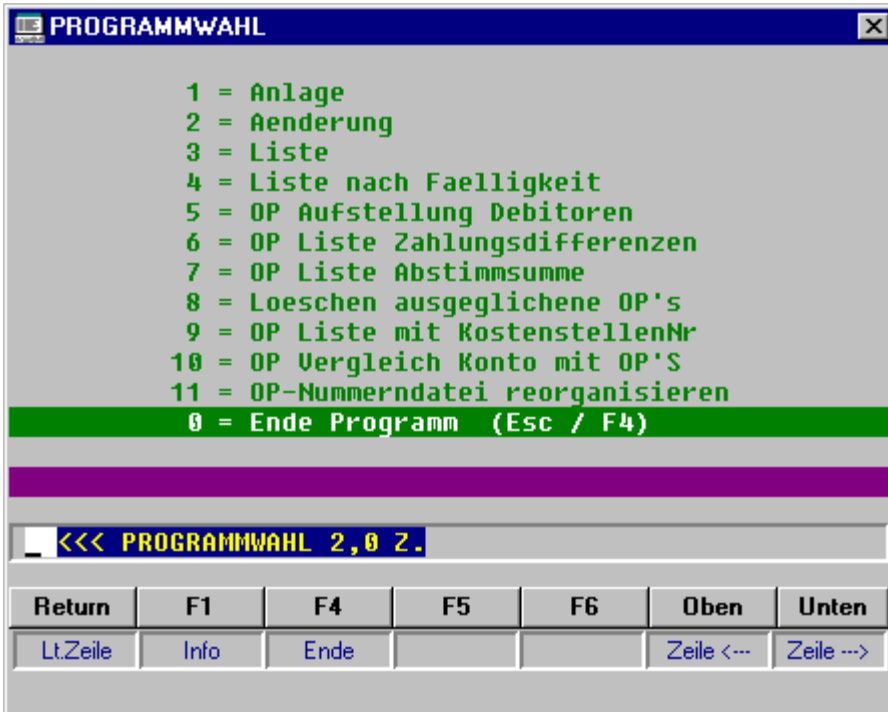 PROGRAMMWAHL
1 = Anlage
2 = Aenderung
3 = Liste
4 = Liste nach Faelligkeit
5 = OP Aufstellung Debitoren
6 = OP Liste Zahlungsdifferenzen
7 = OP Liste Abstimmsumme
8 = Loeschen ausgeglichene OP's
9 = OP Liste mit KostenstellenNr
10 = OP Vergleich Konto mit OP'S
11 = OP-Nummerndatei reorganisieren
0 = Ende Programm (Esc / F4)
_ <<< PROGRAMMWAHL 2,0 Z.
Return F1 F4 F5 F6 Oben Unten
Lt.Zeile Info Ende Zeile <--- Zeile --->